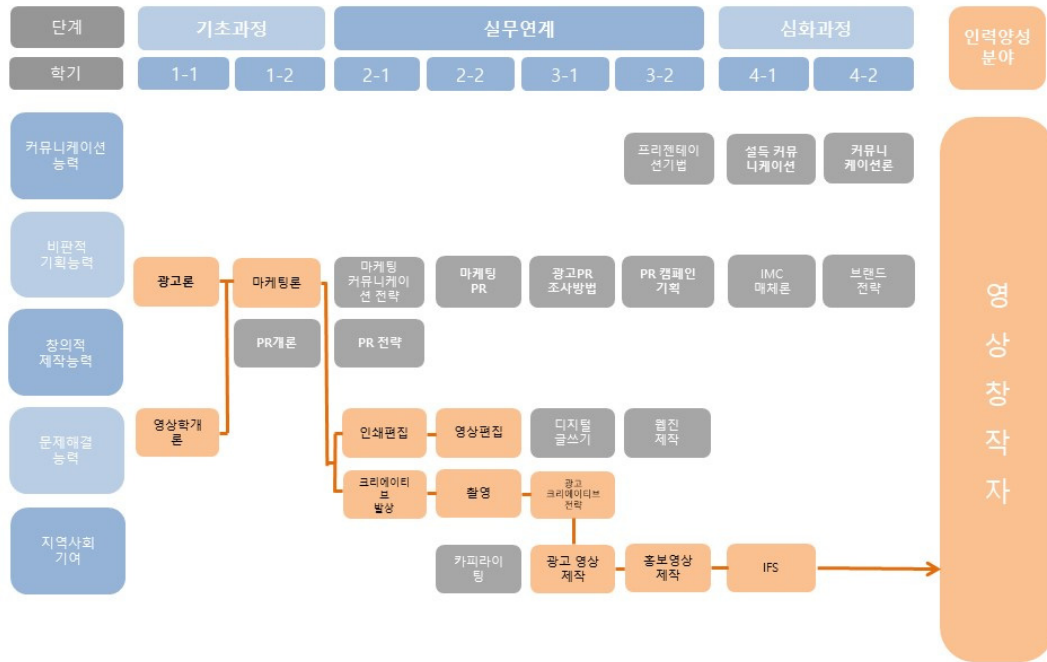 단계
기초과정
실무연계
심화과정
인력양성
분야
학기
1-1
1-2
2-1
2-2
3-1
3-2
4-1
4-2
커뮤니케이션
능력
프리젠테이
션기법
설득 커뮤
니케이션
커뮤니
케이션론
비판적
기획능력
광고론
마케팅론
마케팅
커뮤니케이
션 전략
마케팅
PR
광고PR
조사방법
PR 캠페인
기획
IMC
매체론
브랜드
전략
창의적
제작능력
PR개론
PR 전략
문제해결
능력
영상학개
론
인쇄편집
영상편집
디지털
글쓰기
웹진
제작
크리에이티
브
발상
촬영
광고
크리에이티브
전략
지역사회
기여
카피라이
팅
광고 영상
제작
홍보영상
제작
IFS
영
상
창
작
자